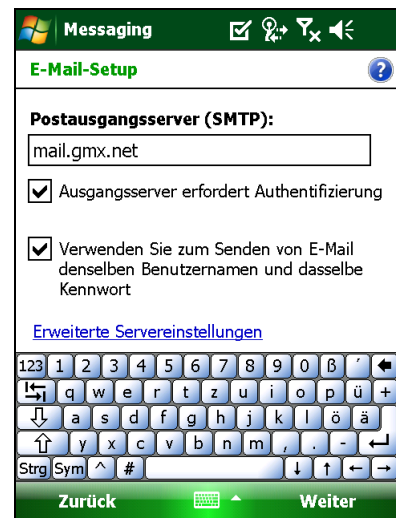 Messaging
E-Mail-Setup
?
Postausgangsserver (SMTP):
mail.gmx.net
Ausgangsserver erfordert Authentifizierung
Verwenden Sie zum Senden von E-Mail
denselben Benutzernamen und dasselbe
Kennwort
Erweiterte Servereinstellungen
123 1 2 3 4 5 6 7 8 9 0 ß ´
q w e r t z u i o p ü +
a s d f g h j k l ö ä
y x c v b n m , . -
Strg Sym ^ #
Zurück Weiter